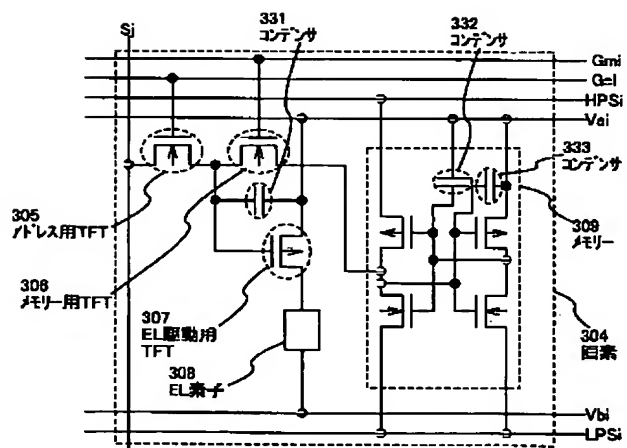 Sj
331
コンデンサ
332
コンデンサ
Gmi
Gei
HPSi
Vai
333
コンデンサ
309
メモリー
305
アドレス用TFT
306
メモリー用TFT
307
EL駆動用
TFT
308
EL素子
304
画素
Vbi
LPSi